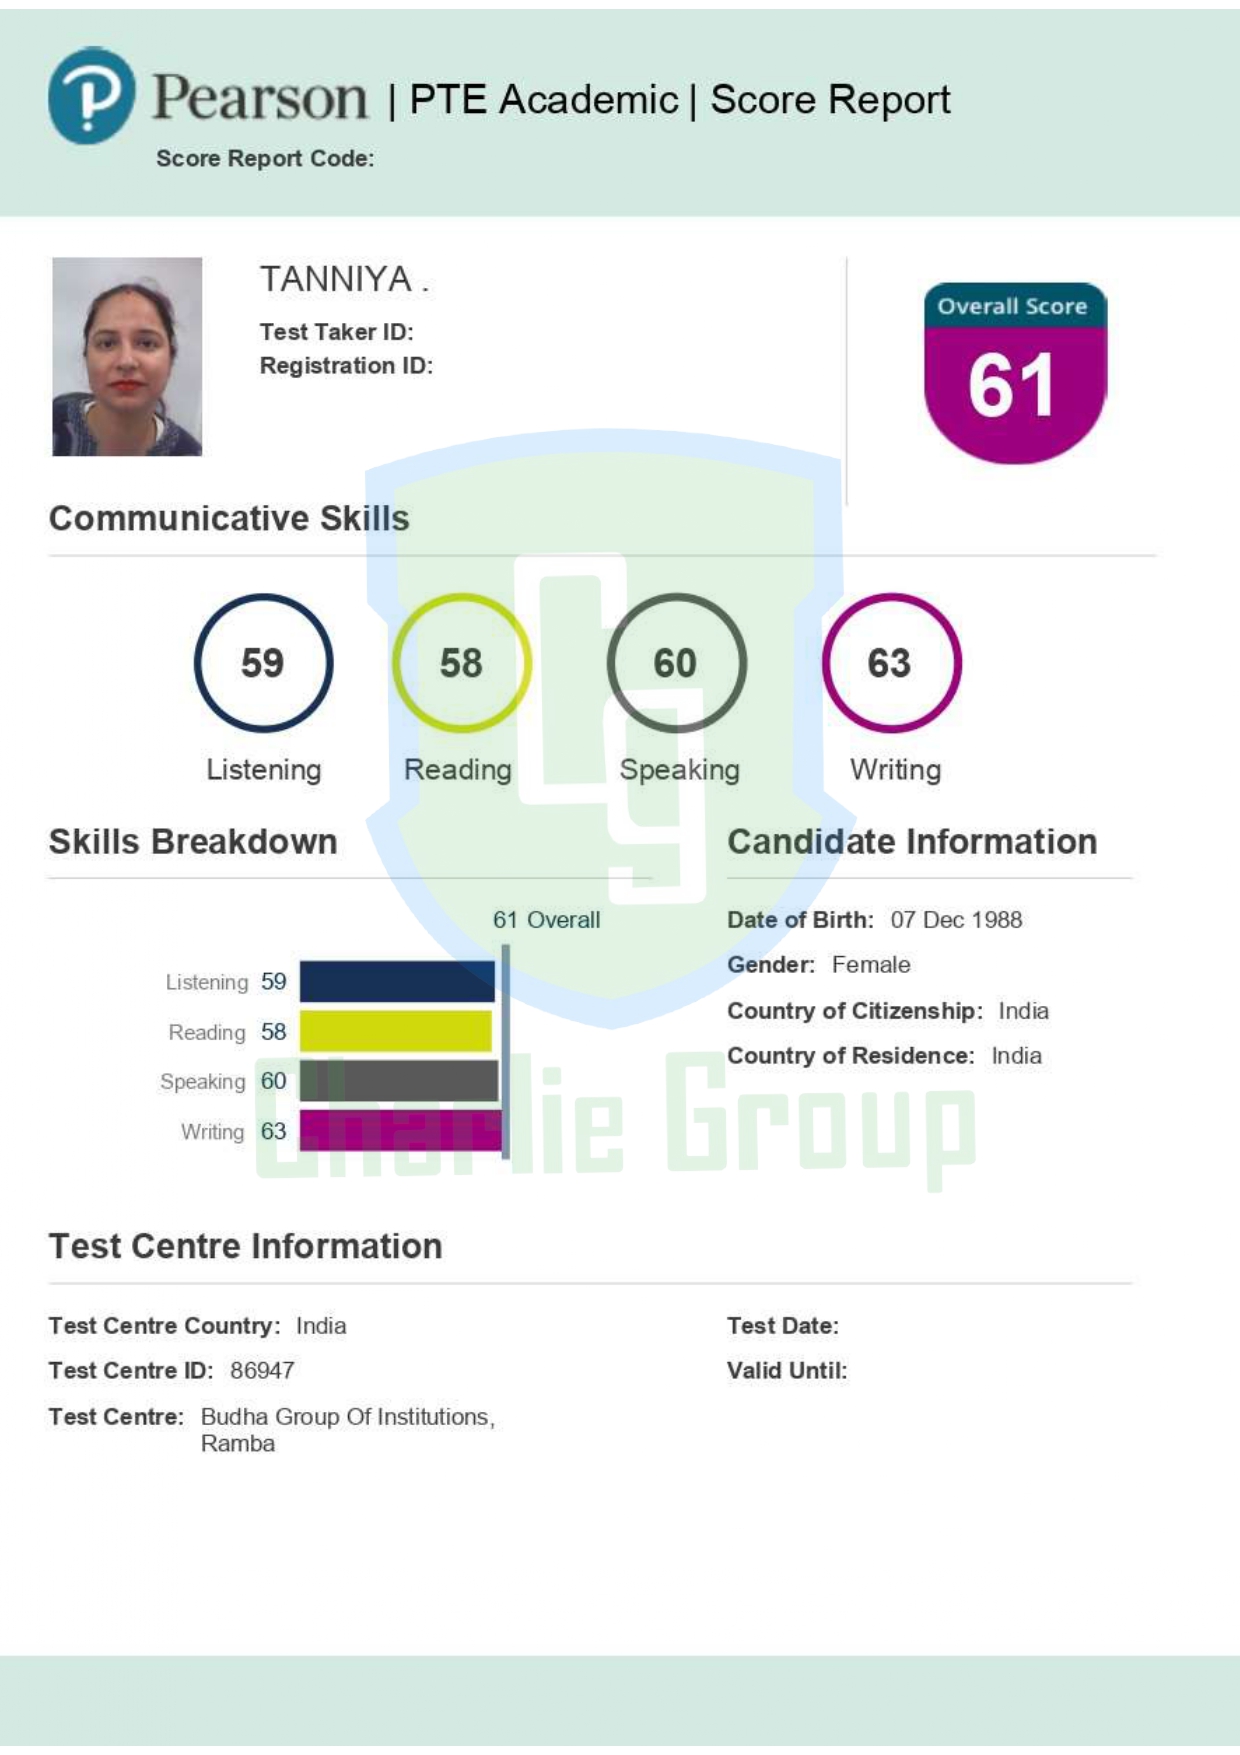 Pearson | PTE Academic | Score Report
Score Report Code:
TANNIYA .
Test Taker ID:
Registration ID:
Overall Score
61
Communicative Skills
59 58 60 63
Listening Reading Speaking Writing
Skills Breakdown
61 Overall
Listening 59
Reading 58
Speaking 60
Writing 63
Candidate Information
Date of Birth: 07 Dec 1988
Gender: Female
Country of Citizenship: India
Country of Residence: India
Cg
Charlie Group
Test Centre Information
Test Centre Country: India
Test Centre ID: 86947
Test Centre: Budha Group Of Institutions,
Ramba
Test Date:
Valid Until: